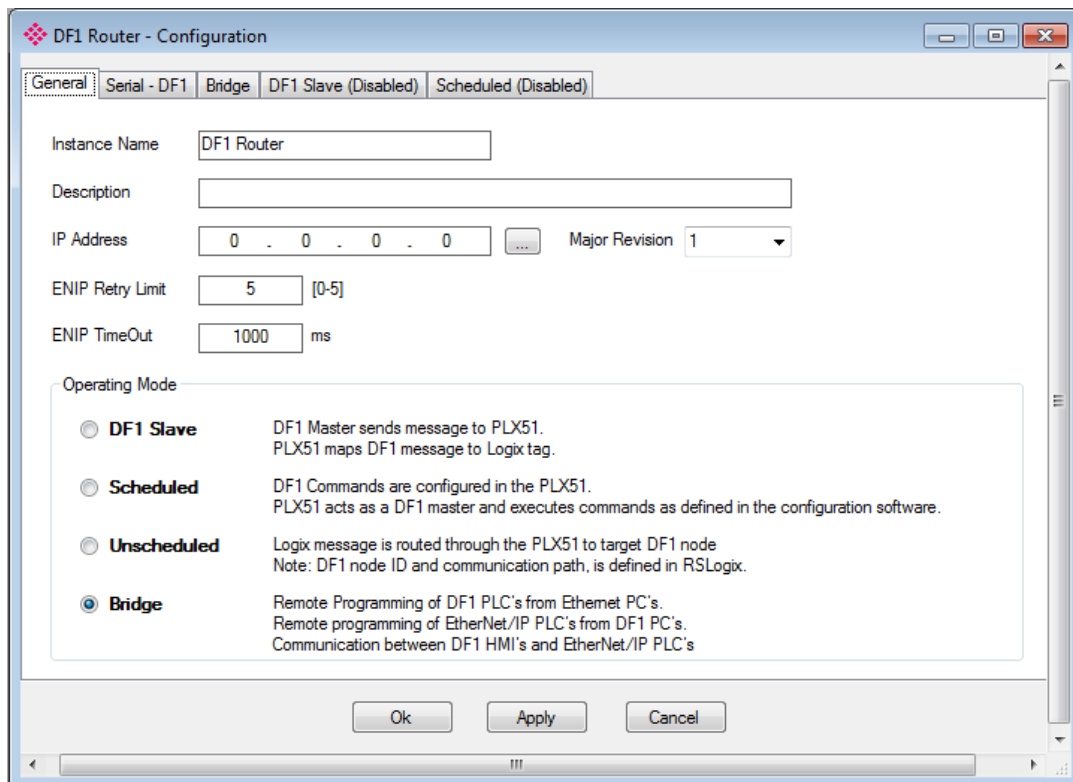 DF1 Router - Configuration
General Serial - DF1 Bridge DF1 Slave (Disabled) Scheduled (Disabled)
Instance Name DF1 Router
Description
IP Address 0 . 0 . 0 . 0 ... Major Revision 1
ENIP Retry Limit 5 [0-5]
ENIP TimeOut 1000 ms
Operating Mode
DF1 Slave DF1 Master sends message to PLX51.
PLX51 maps DF1 message to Logix tag.
Scheduled DF1 Commands are configured in the PLX51.
PLX51 acts as a DF1 master and executes commands as defined in the configuration software.
Unscheduled Logix message is routed through the PLX51 to target DF1 node
Note: DF1 node ID and communication path, is defined in RSLogix.
Bridge Remote Programming of DF1 PLC's from Ethernet PC's.
Remote programming of EtherNet/IP PLC's from DF1 PC's.
Communication between DF1 HMI's and EtherNet/IP PLC's
Ok Apply Cancel